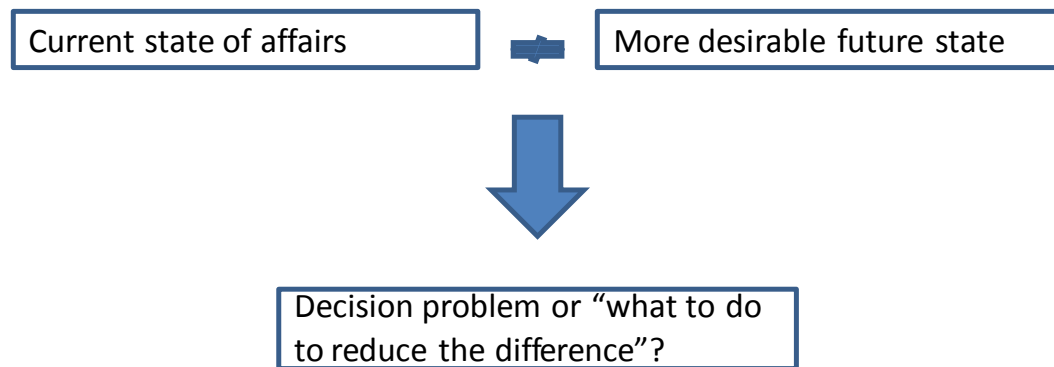 Current state of affairs
More desirable future state
Decision problem or “what to do
to reduce the difference”?